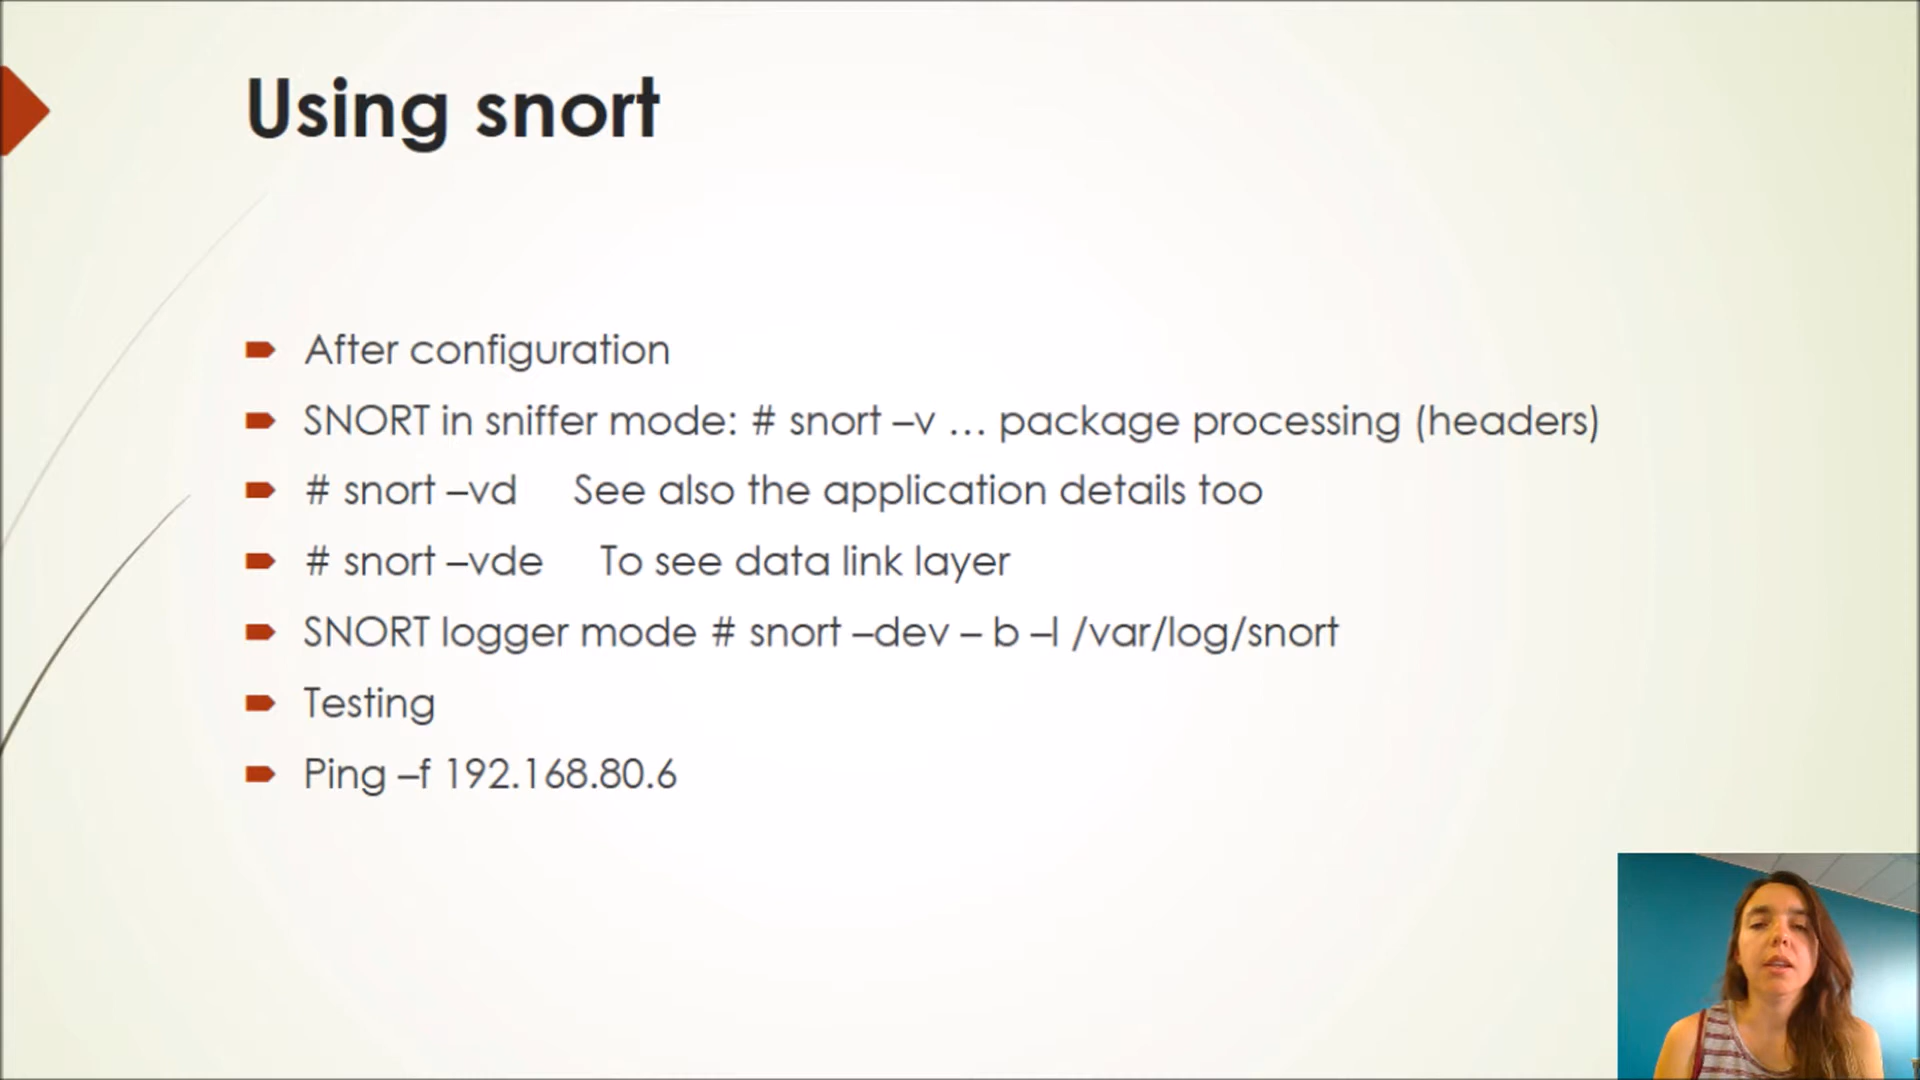 Using snort
After configuration
SNORT in sniffer mode: # snort –v … package processing (headers)
# snort –vd See also the application details too
# snort –vde To see data link layer
SNORT logger mode # snort –dev – b –l /var/log/snort
Testing
Ping –f 192.168.80.6